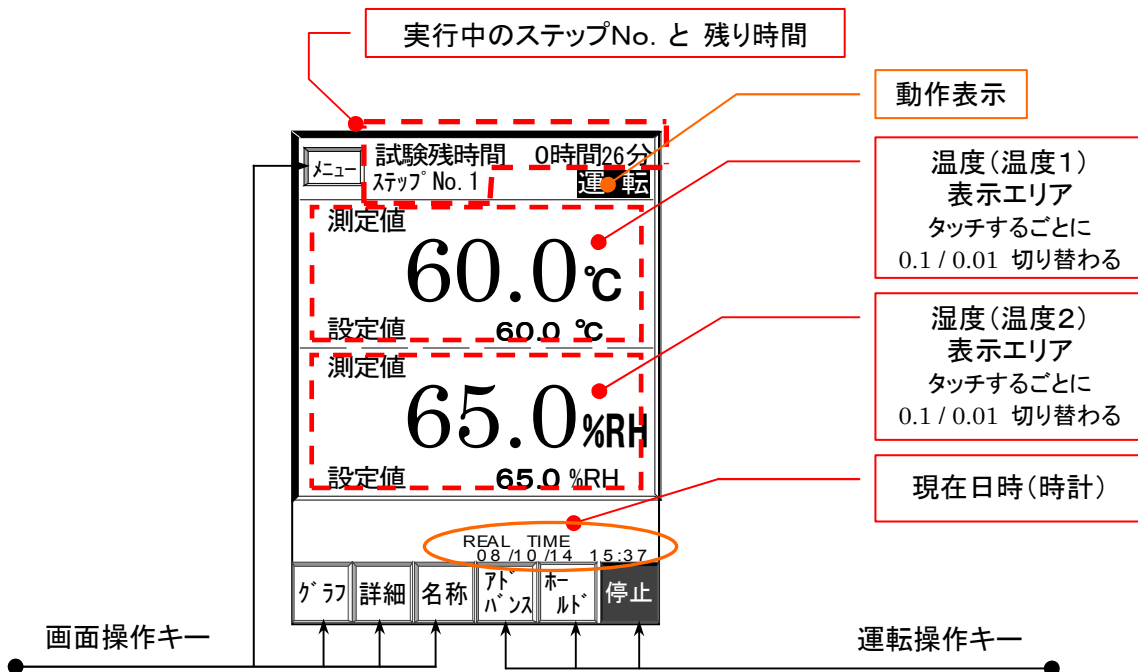 実行中のステップNo. と 残り時間
動作表示
メニュー
試験残時間 0時間26分
ステップNo.1
運 転
測定値
60.0℃
設定値 60.0 ℃
測定値
65.0%RH
設定値 65.0 %RH
REAL TIME
08/10/14 15:37
グラフ
詳細
名称
アド
バンス
ホー
ルド
停止
温度(温度1)
表示エリア
タッチするごとに
0.1 / 0.01 切り替わる
湿度(温度2)
表示エリア
タッチするごとに
0.1 / 0.01 切り替わる
現在日時(時計)
画面操作キー
運転操作キー